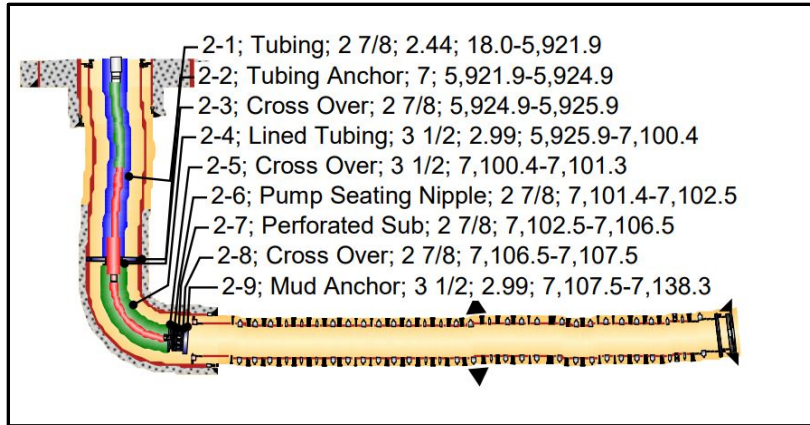 2-1; Tubing; 2 7/8; 2.44; 18.0-5,921.9
2-2; Tubing Anchor; 7; 5,921.9-5,924.9
2-3; Cross Over; 2 7/8; 5,924.9-5,925.9
2-4; Lined Tubing; 3 1/2; 2.99; 5,925.9-7,100.4
2-5; Cross Over; 3 1/2; 7,100.4-7,101.3
2-6; Pump Seating Nipple; 2 7/8; 7,101.4-7,102.5
2-7; Perforated Sub; 2 7/8; 7,102.5-7,106.5
2-8; Cross Over; 2 7/8; 7,106.5-7,107.5
2-9; Mud Anchor; 3 1/2; 2.99; 7,107.5-7,138.3